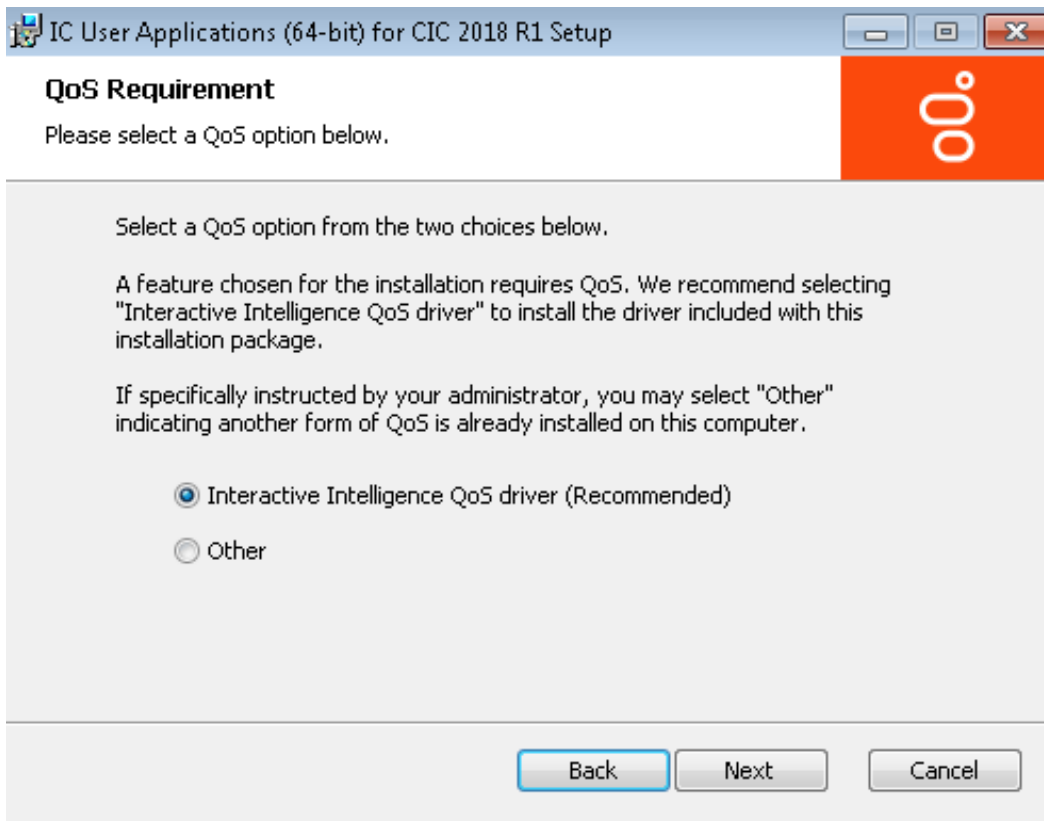 IC User Applications (64-bit) for CIC 2018 R1 Setup
QoS Requirement
Please select a QoS option below.
Select a QoS option from the two choices below.
A feature chosen for the installation requires QoS. We recommend selecting
"Interactive Intelligence QoS driver" to install the driver included with this
installation package.
If specifically instructed by your administrator, you may select "Other"
indicating another form of QoS is already installed on this computer.
Interactive Intelligence QoS driver (Recommended)
Other
Back Next Cancel